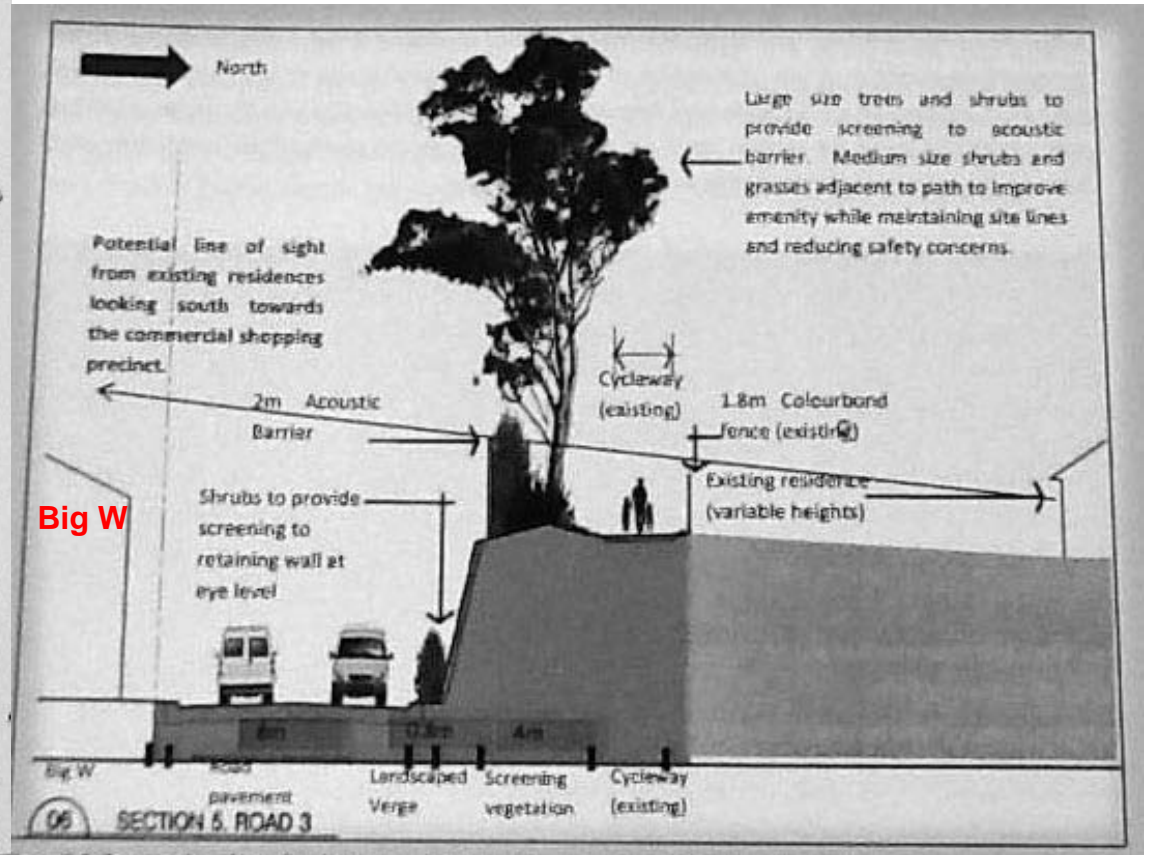 North
Large size trees and shrubs to
provide screening to acoustic
barrier. Medium size shrubs and
grasses adjacent to path to improve
amenity while maintaining site lines
and reducing safety concerns.
Potential line of sight
from existing residences
looking south towards
the commercial shopping
precinct.
Cycleway
(existing)
2m Acoustic
Barrier
1.8m Colourbond
fence (existing)
Big W
Shrubs to provide
screening to
retaining wall at
eye level
Existing residence
(variable heights)
6m
0.8m
4m
Big W
Road
pavement
Landscaped
Verge
Screening
vegetation
Cycleway
(existing)
06 SECTION 5. ROAD 3